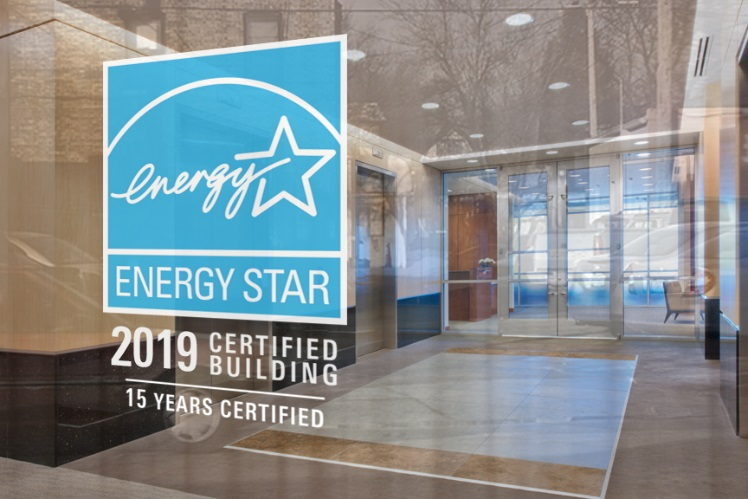 energy
ENERGY STAR
2019 CERTIFIED
BUILDING
15 YEARS CERTIFIED